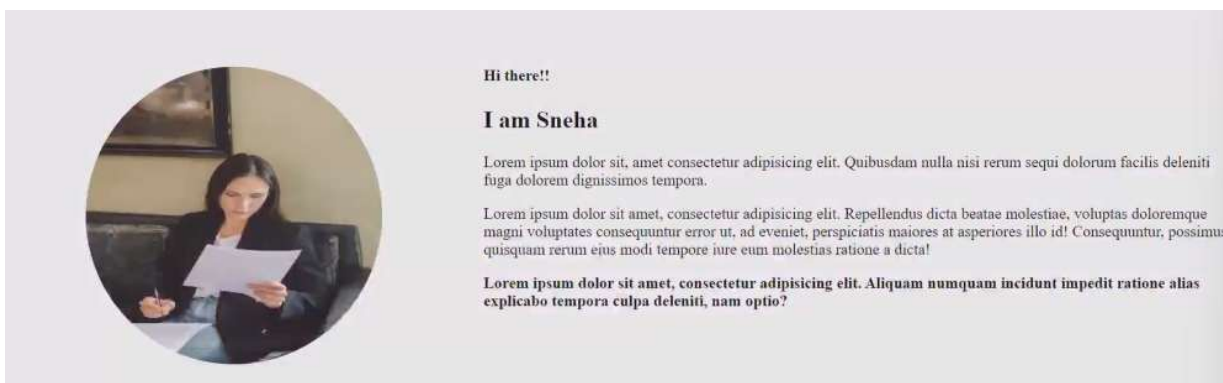 Hi there!!
I am Sneha
Lorem ipsum dolor sit, amet consectetur adipisicing elit. Quibusdam nulla nisi rerum sequi dolorum facilis deleniti
fuga dolorem dignissimos tempora.
Lorem ipsum dolor sit amet, consectetur adipisicing elit. Repellendus dicta beatae molestiae, voluptas doloremque
magni voluptates consequuntur error ut, ad eveniet, perspiciatis maiores at asperiores illo id! Consequuntur, possimus
quisquam rerum eius modi tempore iure eum molestias ratione a dicta!
Lorem ipsum dolor sit amet, consectetur adipisicing elit. Aliquam numquam incidunt impedit ratione alias
explicabo tempora culpa deleniti, nam optio?